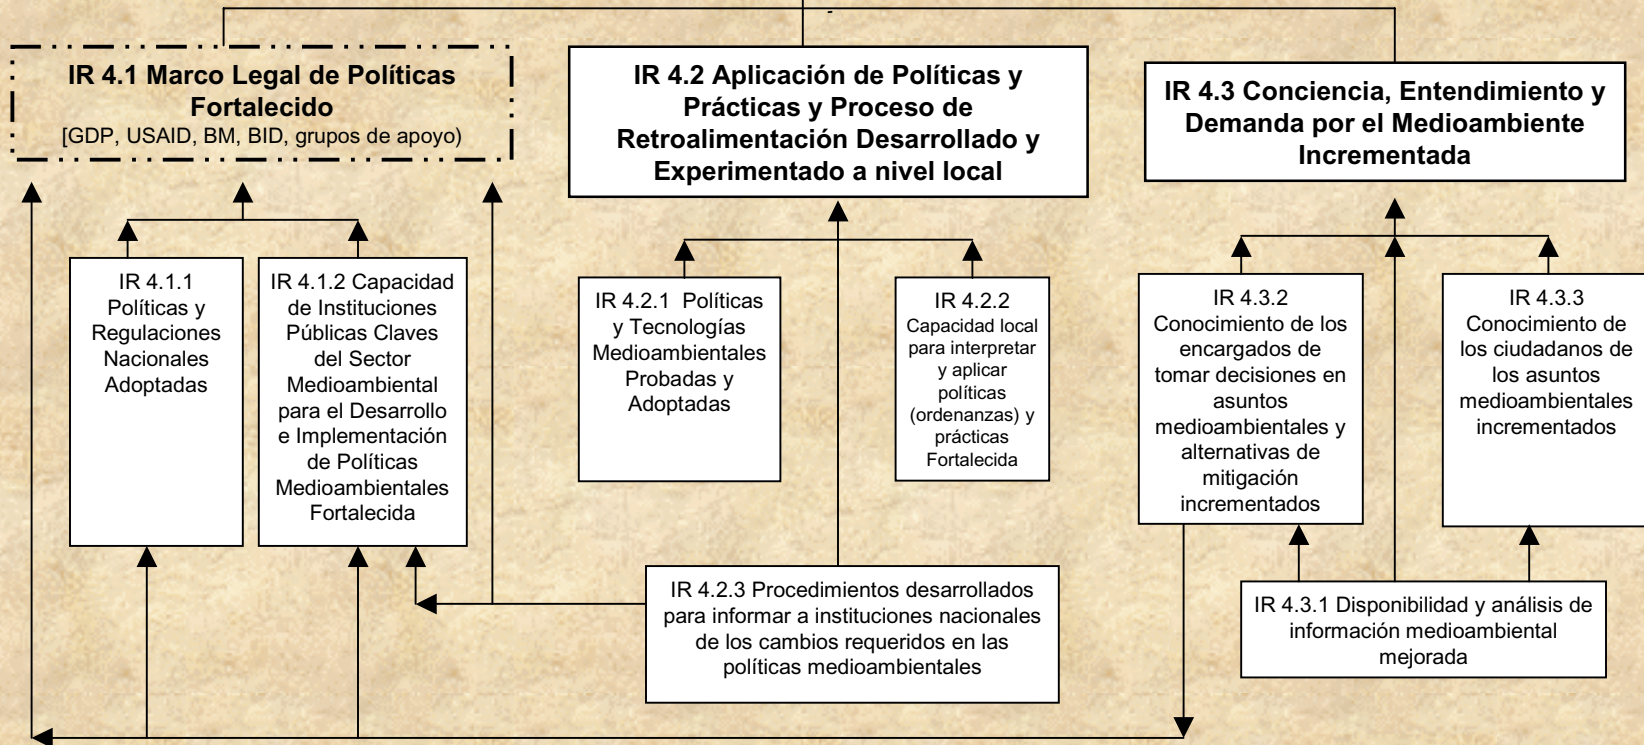 IR 4.1 Marco Legal de Políticas
Fortalecido
[GDP, USAID, BM, BID, grupos de apoyo)
IR 4.2 Aplicación de Políticas y
Prácticas y Proceso de
Retroalimentación Desarrollado y
Experimentado a nivel local
IR 4.3 Conciencia, Entendimiento y
Demanda por el Medioambiente
Incrementada
IR 4.1.1
Políticas y
Regulaciones
Nacionales
Adoptadas
IR 4.1.2 Capacidad
de Instituciones
Públicas Claves
del Sector
Medioambiental
para el Desarrollo
e Implementación
de Políticas
Medioambientales
Fortalecida
IR 4.2.1 Políticas
y Tecnologías
Medioambientales
Probadas y
Adoptadas
IR 4.2.2
Capacidad local
para interpretar
y aplicar
políticas
(ordenanzas) y
prácticas
Fortalecida
IR 4.3.2
Conocimiento de los
encargados de
tomar decisiones en
asuntos
medioambientales y
alternativas de
mitigación
incrementados
IR 4.3.3
Conocimiento de
los ciudadanos de
los asuntos
medioambientales
incrementados
IR 4.2.3 Procedimientos desarrollados
para informar a instituciones nacionales
de los cambios requeridos en las
políticas medioambientales
IR 4.3.1 Disponibilidad y análisis de
información medioambiental
mejorada